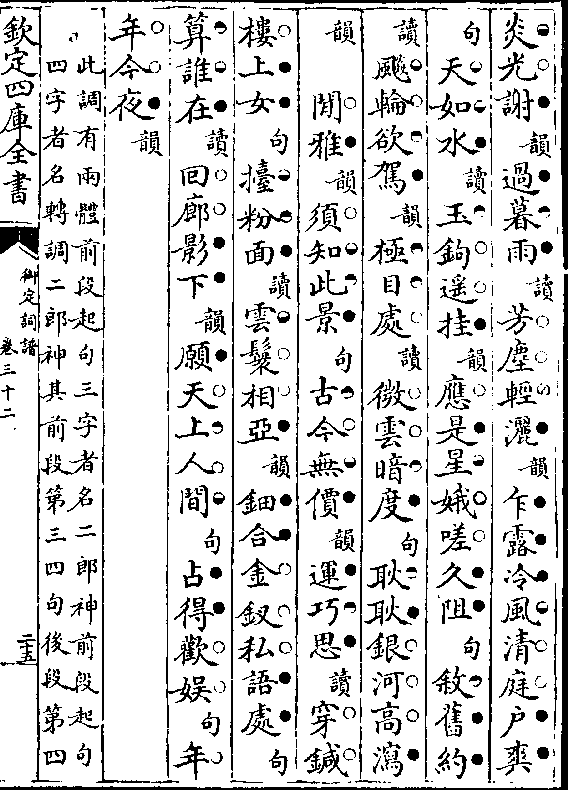 炎光謝韻過暮雨讀芳塵輕灑韻乍露冷風清庭戶爽
句天如水讀玉鉤遥挂韻應是星娥嗟久阻句敘舊約
讀飈輪欲駕韻極目處讀微雲暗度句耿耿銀河高瀉
韻　閒雅韻須知此景句古今無價韻運巧思讀穿鍼
樓上女句擡粉面讀雲鬟相亞韻鈿合金釵私語處句
算誰在讀回廊影下韻願天上人間句占得歡娛句年
年今夜韻
此調有兩體前段起句三字者名二郎神前段起句
四字者名轉調二郎神其前段第三四句後段第四
欽定四庫全書
御定詞譜
卷三十二
二五